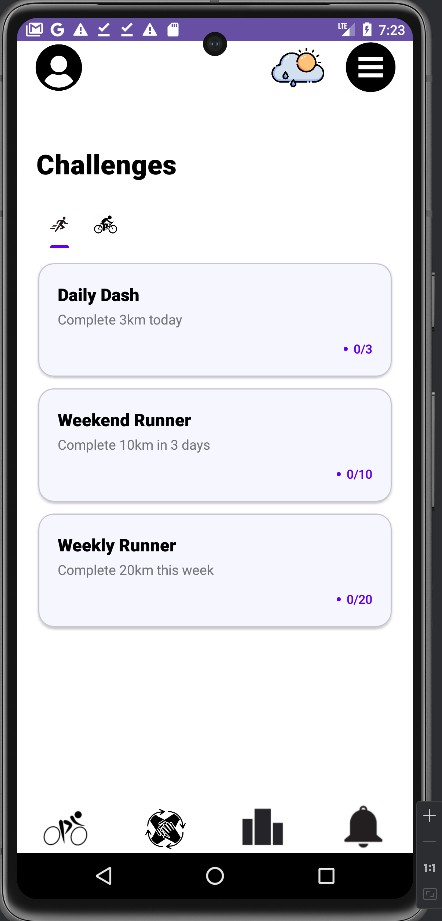 LTE 7:23
Challenges
Daily Dash
Complete 3km today
• 0/3
Weekend Runner
Complete 10km in 3 days
• 0/10
Weekly Runner
Complete 20km this week
• 0/20
1:1